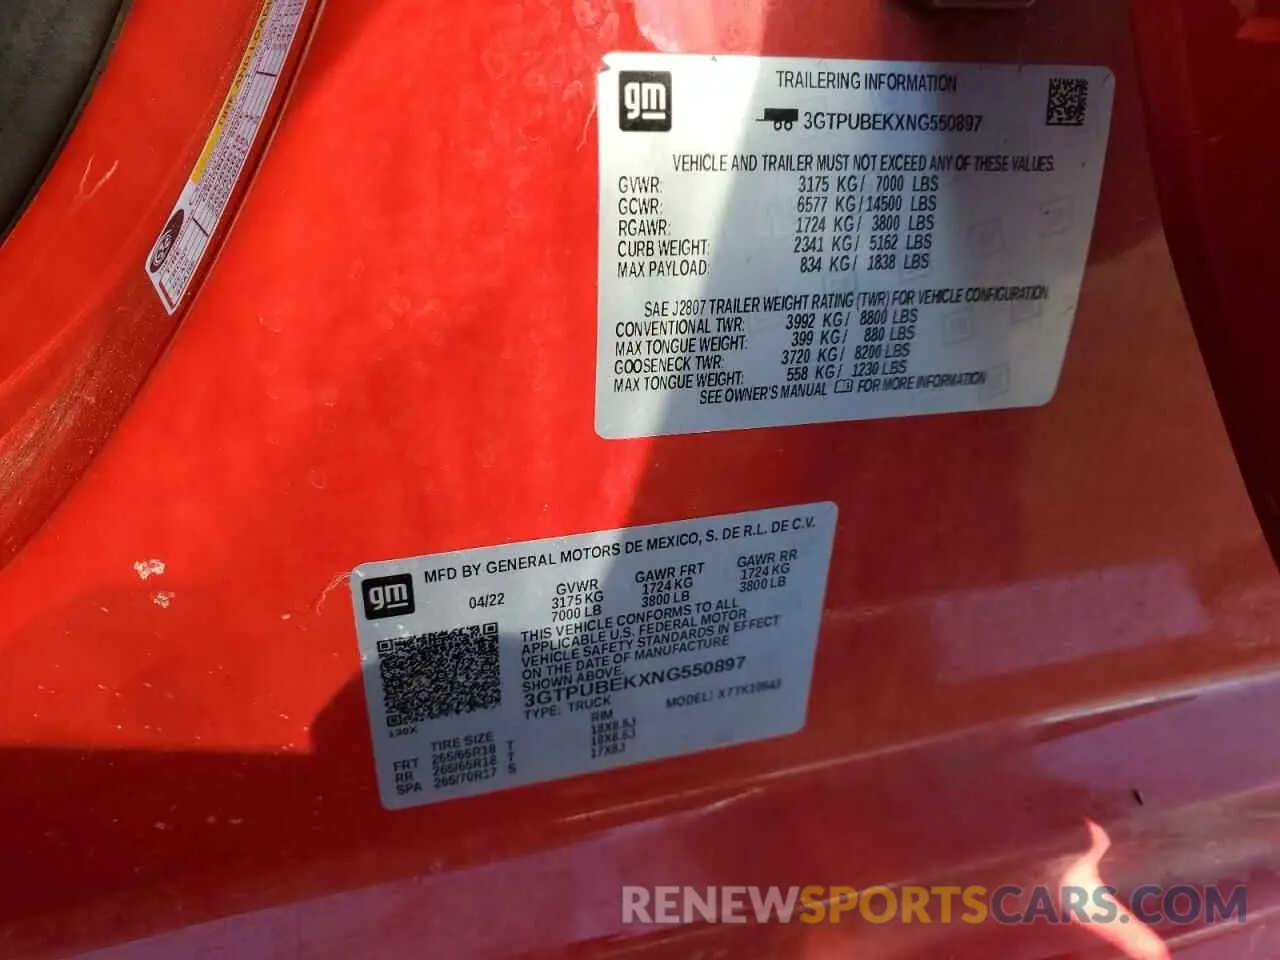 gm
TRAILERING INFORMATION
3GTPUBEKXNG550897
VEHICLE AND TRAILER MUST NOT EXCEED ANY OF THESE VALUES.
GVWR: 3175 KG/ 7000 LBS
GCWR: 6577 KG/14500 LBS
RGAWR: 1724 KG/ 3800 LBS
CURB WEIGHT: 2341 KG/ 5162 LBS
MAX PAYLOAD: 834 KG/ 1838 LBS
SAE J2807 TRAILER WEIGHT RATING (TWR) FOR VEHICLE CONFIGURATION
CONVENTIONAL TWR: 3992 KG/ 8800 LBS
MAX TONGUE WEIGHT: 399 KG/ 880 LBS
GOOSENECK TWR: 3720 KG/ 8200 LBS
MAX TONGUE WEIGHT: 558 KG/ 1230 LBS
SEE OWNER'S MANUAL FOR MORE INFORMATION
gm
MFD BY GENERAL MOTORS DE MEXICO, S. DE R.L. DE C.V.
04/22 GVWR GAWR FRT GAWR RR
3175 KG 1724 KG 1724 KG
7000 LB 3800 LB 3800 LB
THIS VEHICLE CONFORMS TO ALL
APPLICABLE U.S. FEDERAL MOTOR
VEHICLE SAFETY STANDARDS IN EFFECT
ON THE DATE OF MANUFACTURE
SHOWN ABOVE.
3GTPUBEKXNG550897
TYPE: TRUCK MODEL:
TIRE SIZE RIM
FRT 265/65R18 T 18X8.5J
RR 265/65R18 T 18X8.5J
SPA 265/70R17 S 17X8J
RENEWSPORTSCARS.COM